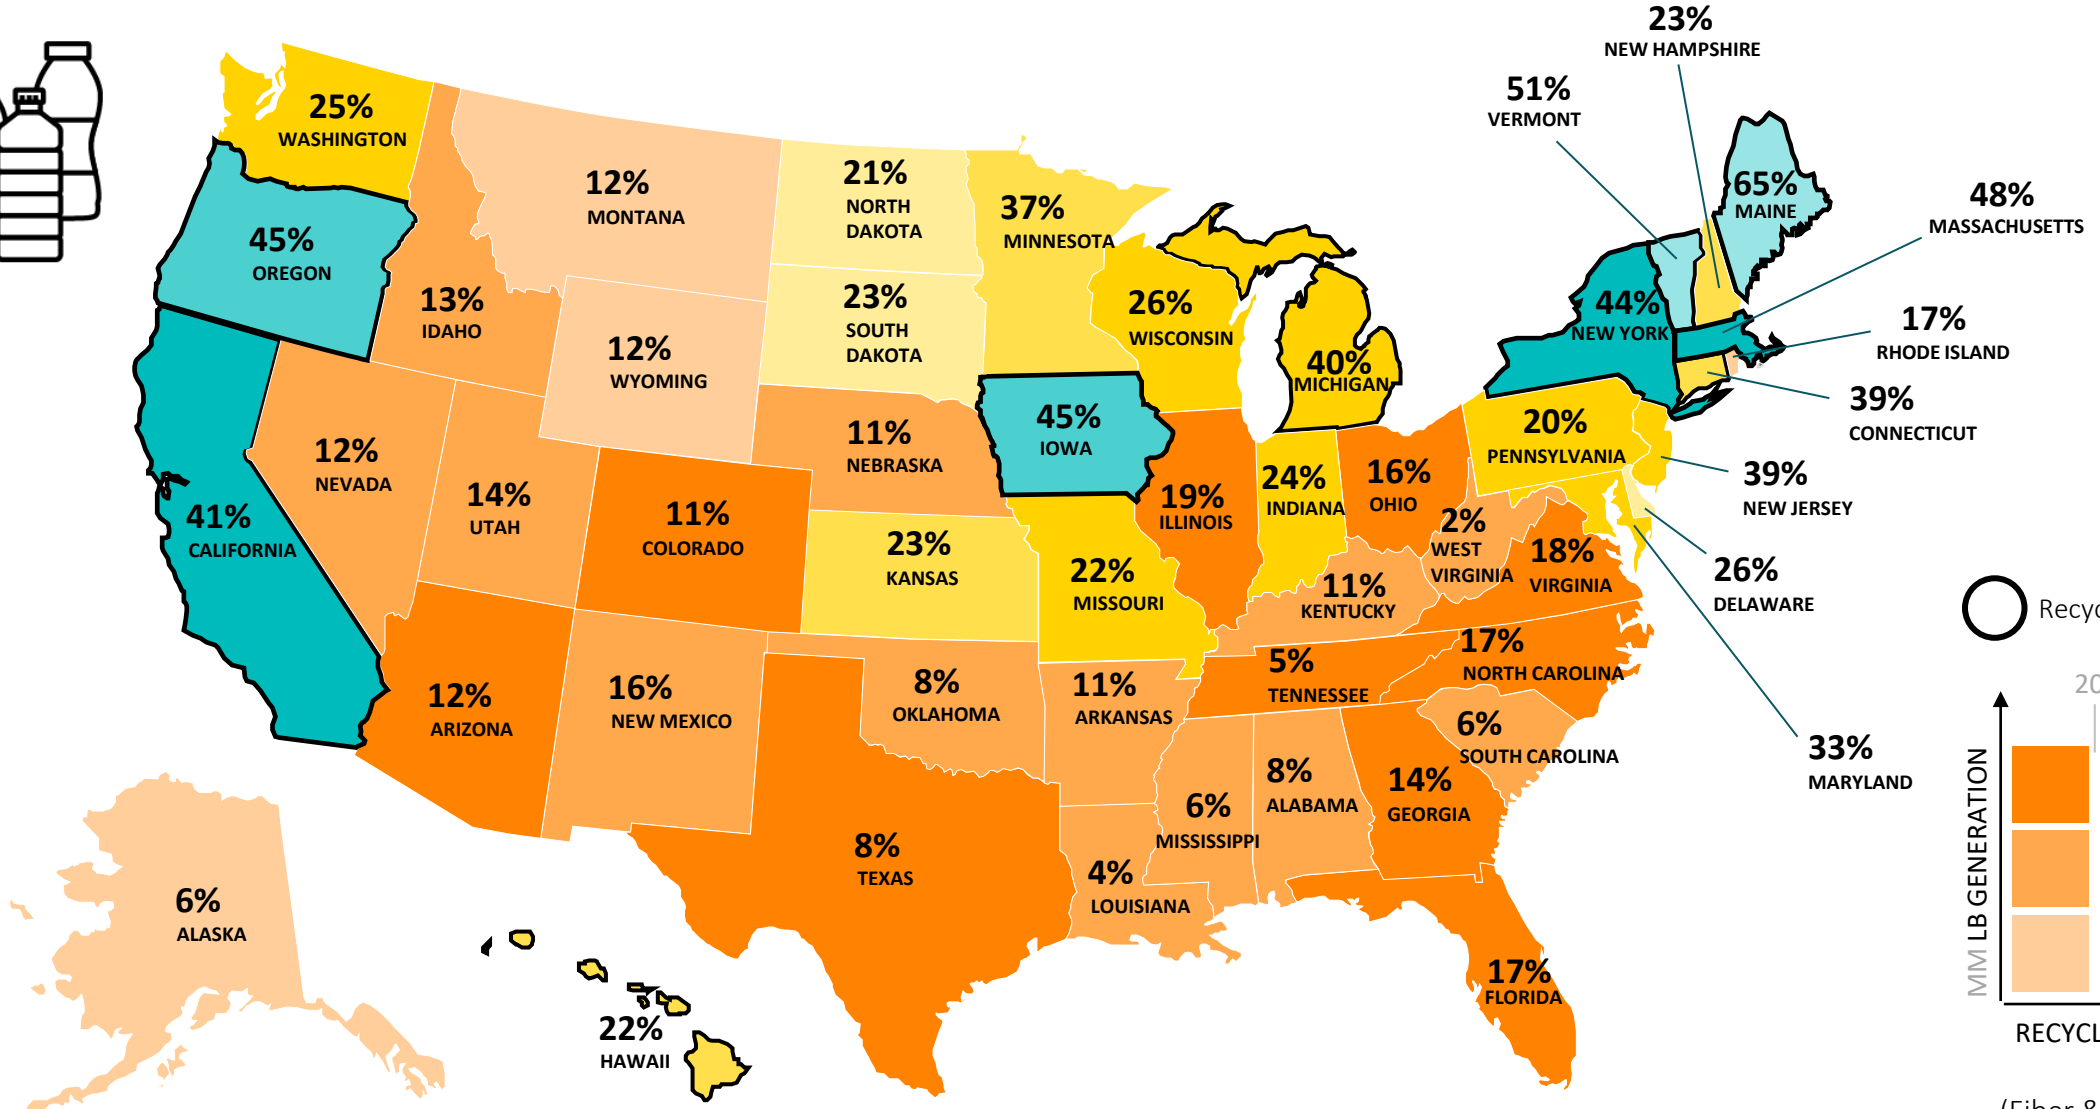 23%
NEW HAMPSHIRE
51%
VERMONT
25%
WASHINGTON
12%
MONTANA
21%
NORTH
DAKOTA
37%
MINNESOTA
65%
MAINE
48%
MASSACHUSETTS
45%
OREGON
13%
IDAHO
23%
SOUTH
DAKOTA
26%
WISCONSIN
44%
NEW YORK
17%
RHODE ISLAND
12%
WYOMING
40%
MICHIGAN
39%
CONNECTICUT
12%
NEVADA
14%
UTAH
11%
COLORADO
11%
NEBRASKA
45%
IOWA
19%
ILLINOIS
24%
INDIANA
16%
OHIO
20%
PENNSYLVANIA
39%
NEW JERSEY
41%
CALIFORNIA
23%
KANSAS
22%
MISSOURI
11%
KENTUCKY
2%
WEST
VIRGINIA
18%
VIRGINIA
26%
DELAWARE
12%
ARIZONA
16%
NEW MEXICO
8%
OKLAHOMA
11%
ARKANSAS
5%
TENNESSEE
17%
NORTH CAROLINA
6%
SOUTH CAROLINA
33%
MARYLAND
8%
TEXAS
4%
LOUISIANA
6%
MISSISSIPPI
8%
ALABAMA
14%
GEORGIA
17%
FLORIDA
6%
ALASKA
22%
HAWAII
Recyc
20
MM LB GENERATION
RECYCL
(Fiber &